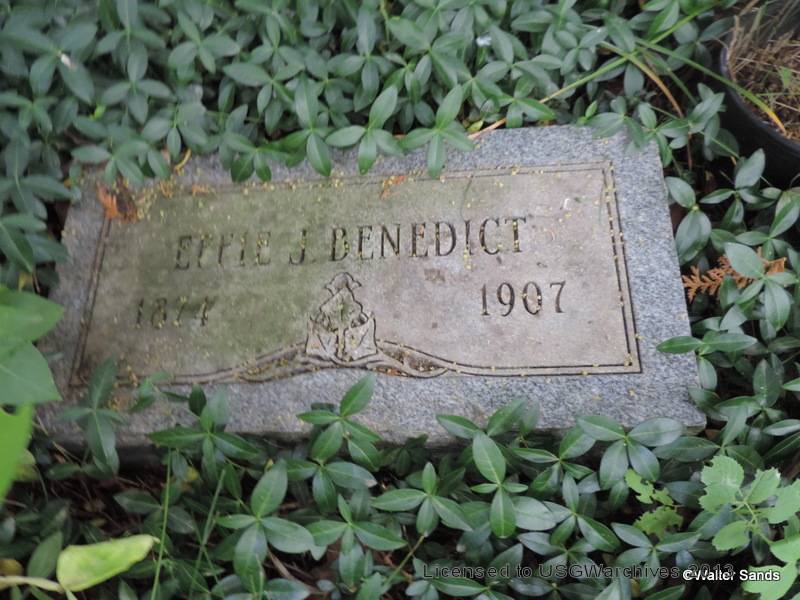 EFFIE J BENEDICT
1874 1907
Licensed to USGWarchives 2013
©Walter Sands